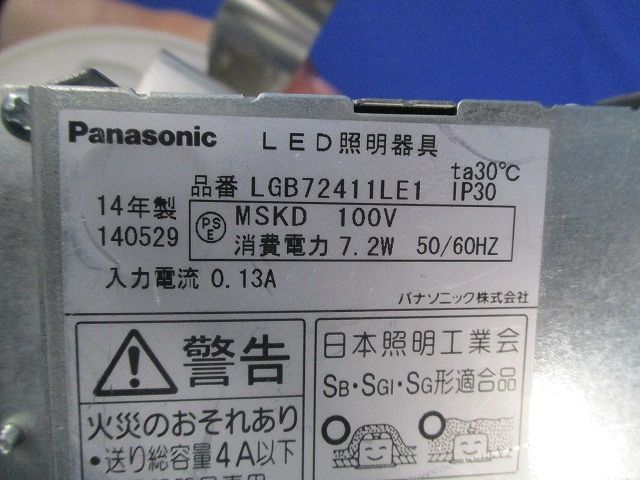 Panasonic LED照明器具
ta30℃
品番 LGB72411LE1 IP30
14年製
140529
PSE MSKD 100V
消費電力 7.2W 50/60HZ
入力電流 0.13A
パナソニック株式会社
警告
火災のおそれあり
・送り総容量4A以下
日本照明工業会
SB・SGI・SG形適合品